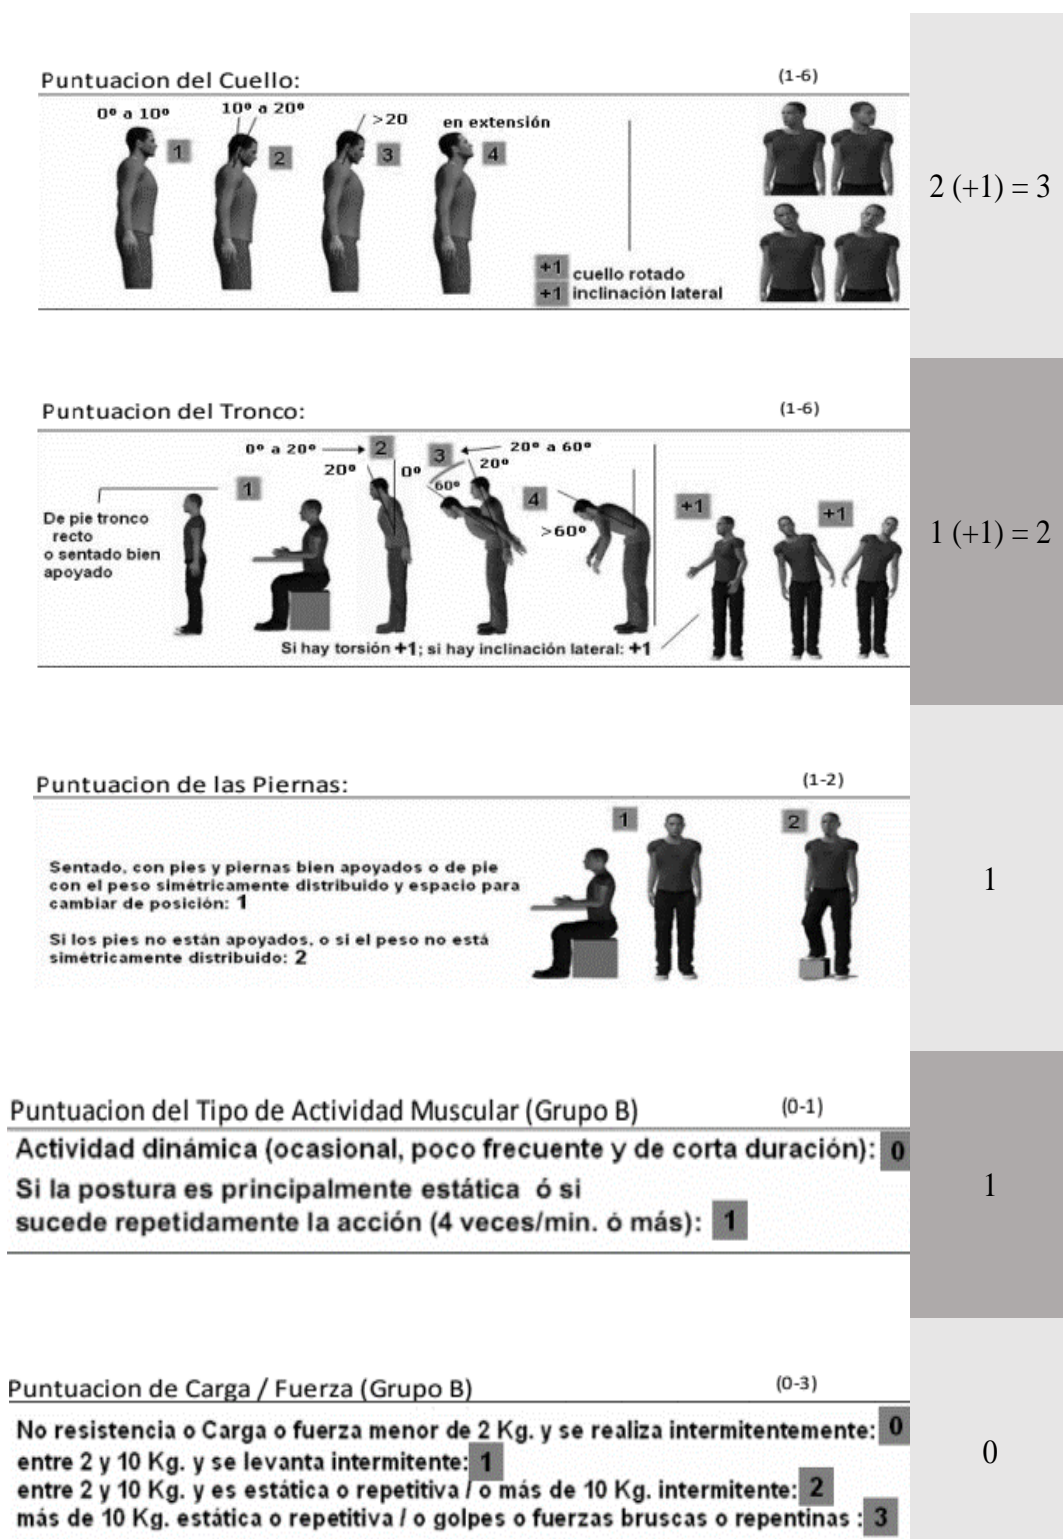 Puntuacion del Cuello: (1-6)
0º a 10º 10º a 20º >20 en extensión
1 2 3 4
+1 cuello rotado
+1 inclinación lateral
2 (+1) = 3
Puntuacion del Tronco: (1-6)
0º a 20º 2 3 20º a 60º
20º 0º 60º 20º
1 4 >60º +1 +1
De pie tronco
recto
o sentado bien
apoyado
Si hay torsión +1; si hay inclinación lateral: +1
1 (+1) = 2
Puntuacion de las Piernas: (1-2)
1 2
Sentado, con pies y piernas bien apoyados o de pie
con el peso simétricamente distribuido y espacio para
cambiar de posición: 1
Si los pies no están apoyados, o si el peso no está
simétricamente distribuido: 2
1
Puntuacion del Tipo de Actividad Muscular (Grupo B) (0-1)
Actividad dinámica (ocasional, poco frecuente y de corta duración): 0
Si la postura es principalmente estática ó si
sucede repetidamente la acción (4 veces/min. ó más): 1
1
Puntuacion de Carga / Fuerza (Grupo B) (0-3)
No resistencia o Carga o fuerza menor de 2 Kg. y se realiza intermitentemente: 0
entre 2 y 10 Kg. y se levanta intermitente: 1
entre 2 y 10 Kg. y es estática o repetitiva / o más de 10 Kg. intermitente: 2
más de 10 Kg. estática o repetitiva / o golpes o fuerzas bruscas o repentinas : 3
0